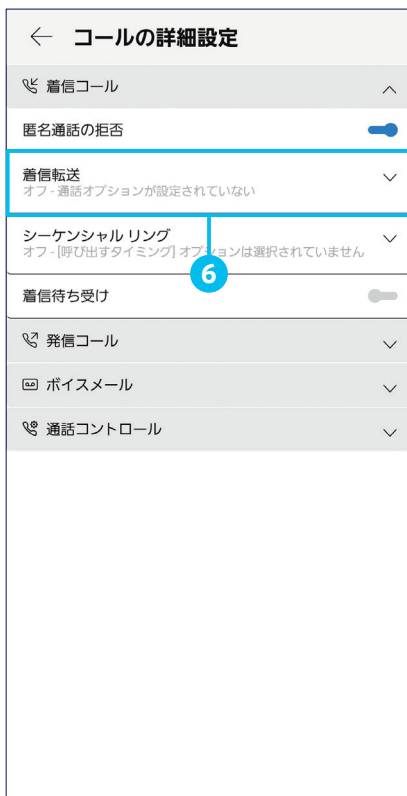 コールの詳細設定
着信コール
匿名通話の拒否
着信転送
オフ - 通話オプションが設定されていない
シーケンシャル リング
オフ - [呼び出すタイミング] オプションは選択されていません
6
着信待ち受け
発信コール
ボイスメール
通話コントロール